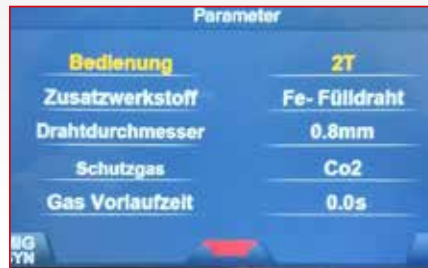 Parameter
Bedienung 2T
Zusatzwerkstoff Fe- Fülldraht
Drahtdurchmesser 0.8mm
Schutzgas Co2
Gas Vorlaufzeit 0.0s
SYN